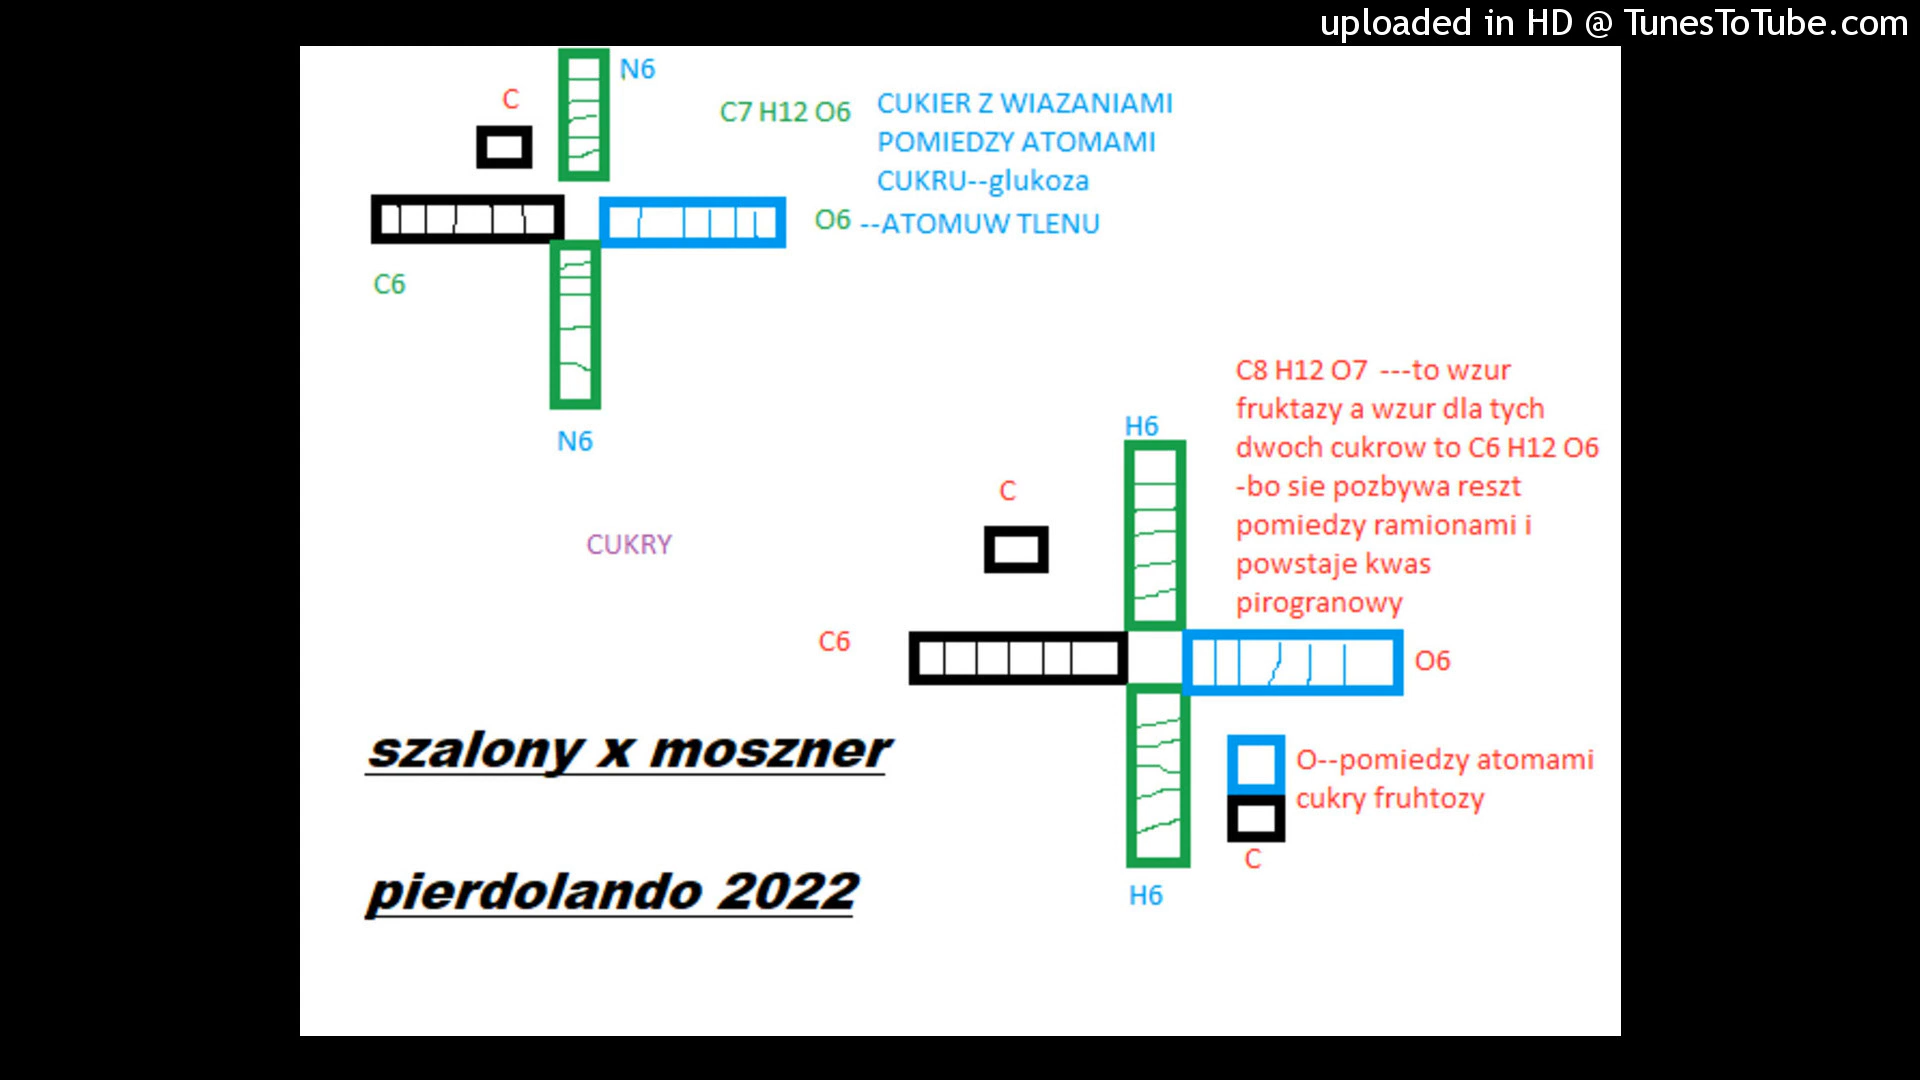 uploaded in HD @ TunesToTube.com
N6
C
C7 H12 O6
CUKIER Z WIAZANIAMI
POMIEDZY ATOMAMI
CUKRU--glukoza
O6 --ATOMUW TLENU
C6
N6
C8 H12 O7 ---to wzur
fruktazy a wzur dla tych
dwoch cukrow to C6 H12 O6
-bo sie pozbywa reszt
pomiedzy ramionami i
powstaje kwas
pirogranowy
H6
C
CUKRY
C6
O6
szalony x moszner
O--pomiedzy atomami
cukry fruhtozy
C
pierdolando 2022
H6